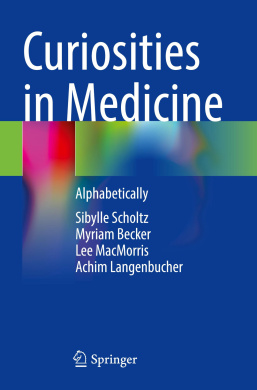 Curiosities
in Medicine
Alphabetically
Sibylle Scholtz
Myriam Becker
Lee MacMorris
Achim Langenbucher
Springer